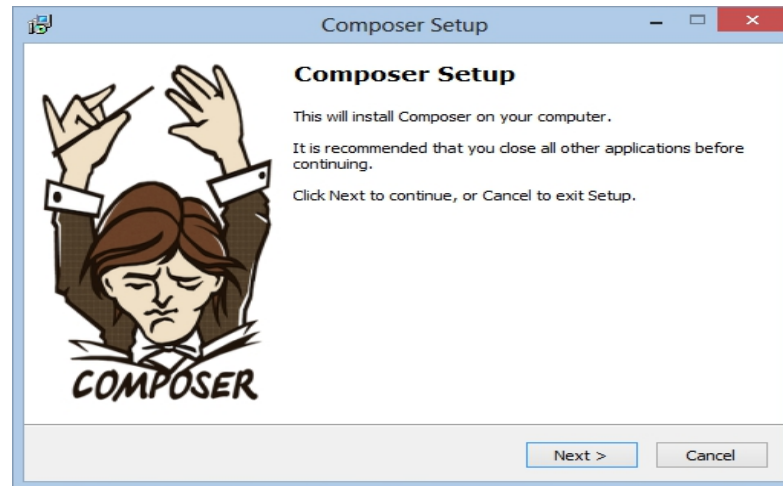 Composer Setup
Composer Setup
This will install Composer on your computer.
It is recommended that you close all other applications before
continuing.
Click Next to continue, or Cancel to exit Setup.
COMPOSER
Next >
Cancel